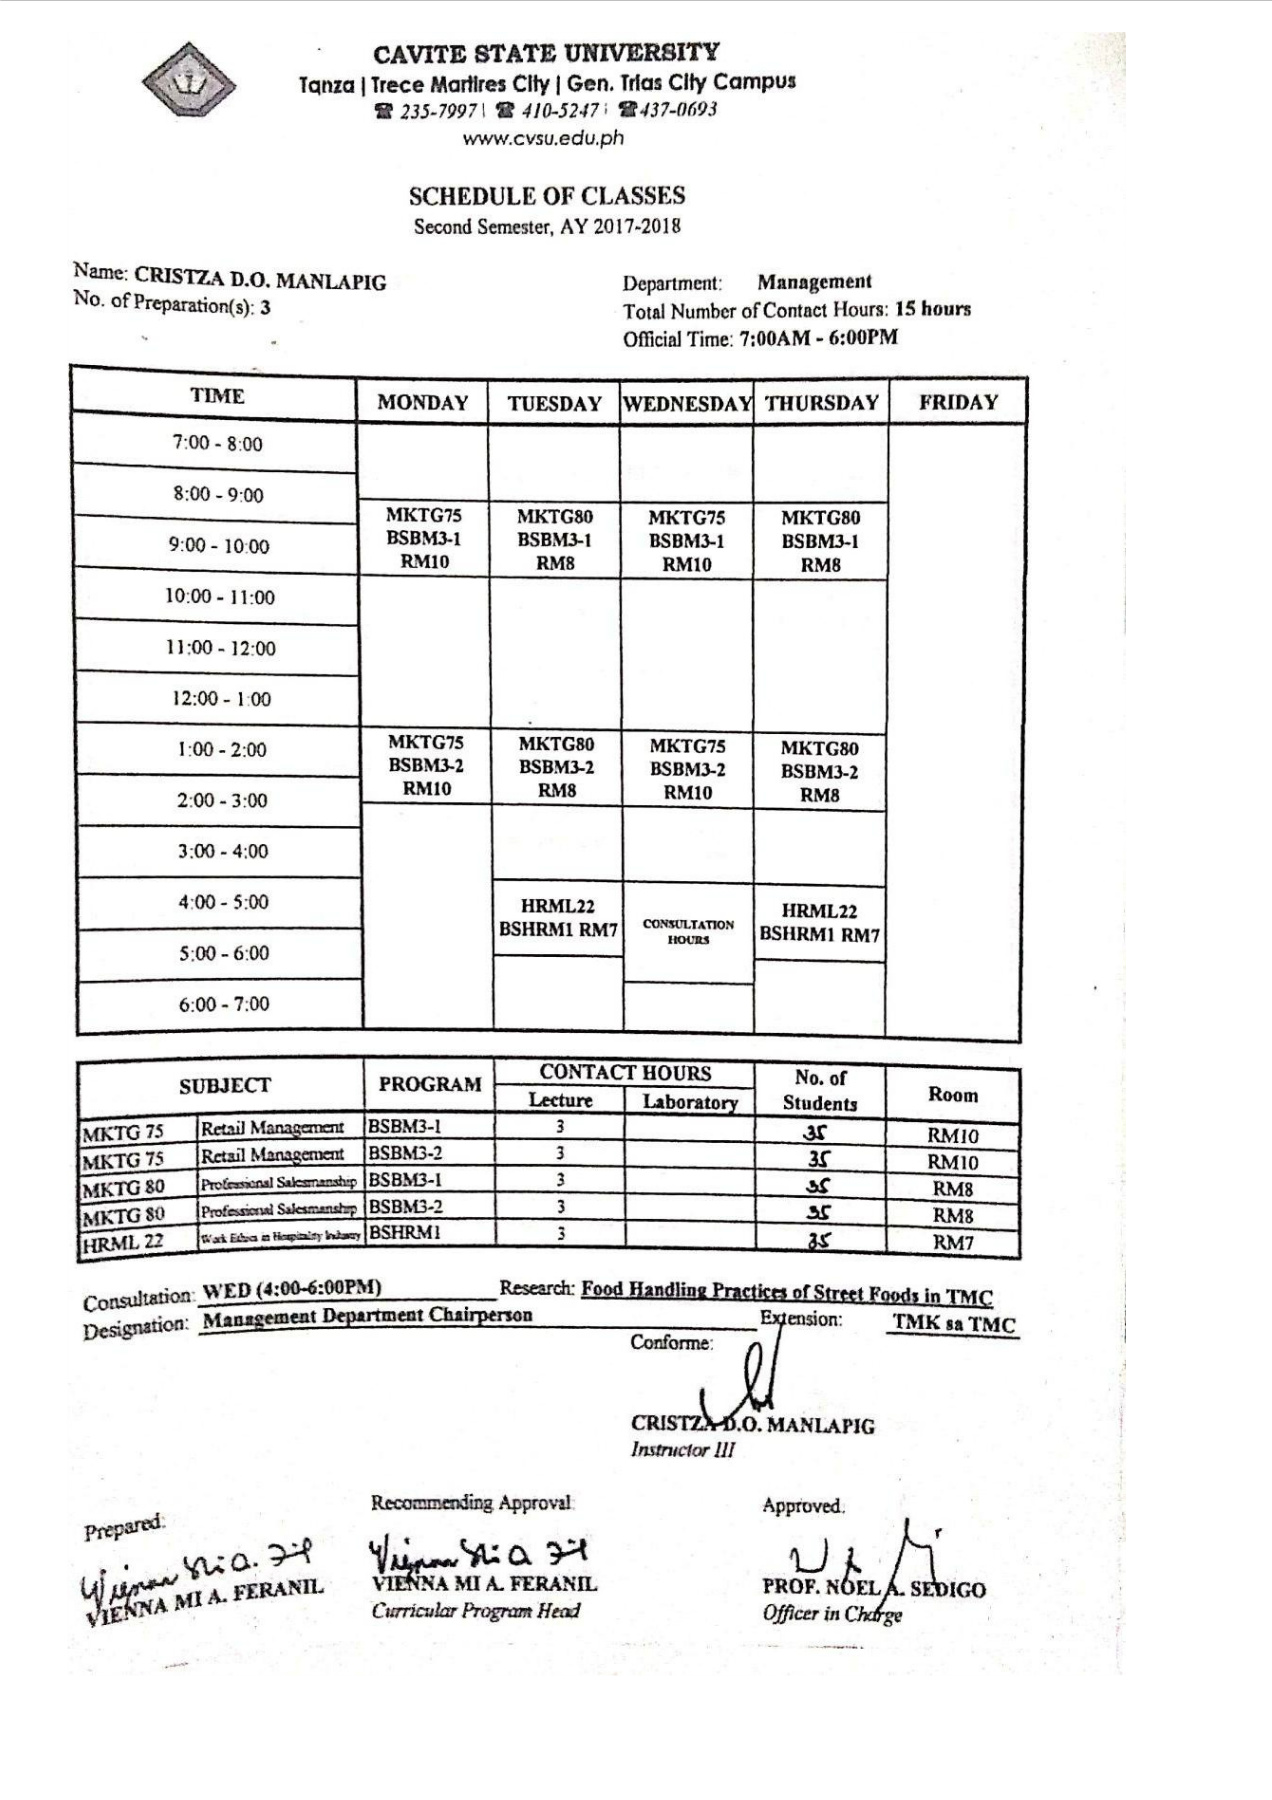 CAVITE STATE UNIVERSITY
Tanza | Trece Martires City | Gen. Trias City Campus
☎ 235-7997 | ☎ 410-5247 | ☎ 437-0693
www.cvsu.edu.ph
SCHEDULE OF CLASSES
Second Semester, AY 2017-2018
Name: CRISTZA D.O. MANLAPIG
No. of Preparation(s): 3
Department: Management
Total Number of Contact Hours: 15 hours
Official Time: 7:00AM - 6:00PM
TIME MONDAY TUESDAY WEDNESDAY THURSDAY FRIDAY
7:00 - 8:00
8:00 - 9:00
MKTG75 MKTG80 MKTG75 MKTG80
9:00 - 10:00 BSBM3-1 BSBM3-1 BSBM3-1 BSBM3-1
RM10 RM8 RM10 RM8
10:00 - 11:00
11:00 - 12:00
12:00 - 1:00
MKTG75 MKTG80 MKTG75 MKTG80
1:00 - 2:00 BSBM3-2 BSBM3-2 BSBM3-2 BSBM3-2
RM10 RM8 RM10 RM8
2:00 - 3:00
3:00 - 4:00
4:00 - 5:00 HRML22 CONSULTATION HRML22
BSHRM1 RM7 HOURS BSHRM1 RM7
5:00 - 6:00
6:00 - 7:00
SUBJECT PROGRAM CONTACT HOURS No. of Students Room
Lecture Laboratory
MKTG 75 Retail Management BSBM3-1 3 35 RM10
MKTG 75 Retail Management BSBM3-2 3 35 RM10
MKTG 80 Professional Salesmanship BSBM3-1 3 35 RM8
MKTG 80 Professional Salesmanship BSBM3-2 3 35 RM8
HRML 22 Work Ethics in Hospitality Industry BSHRM1 3 35 RM7
Consultation: WED (4:00-6:00PM) Research: Food Handling Practices of Street Foods in TMC
Designation: Management Department Chairperson Extension: TMK sa TMC
Conforme:
CRISTZA D.O. MANLAPIG
Instructor III
Prepared:
VIENNA MI A. FERANIL
Recommending Approval
VIENNA MI A. FERANIL
Curricular Program Head
Approved.
PROF. NOEL A. SEDIGO
Officer in Charge